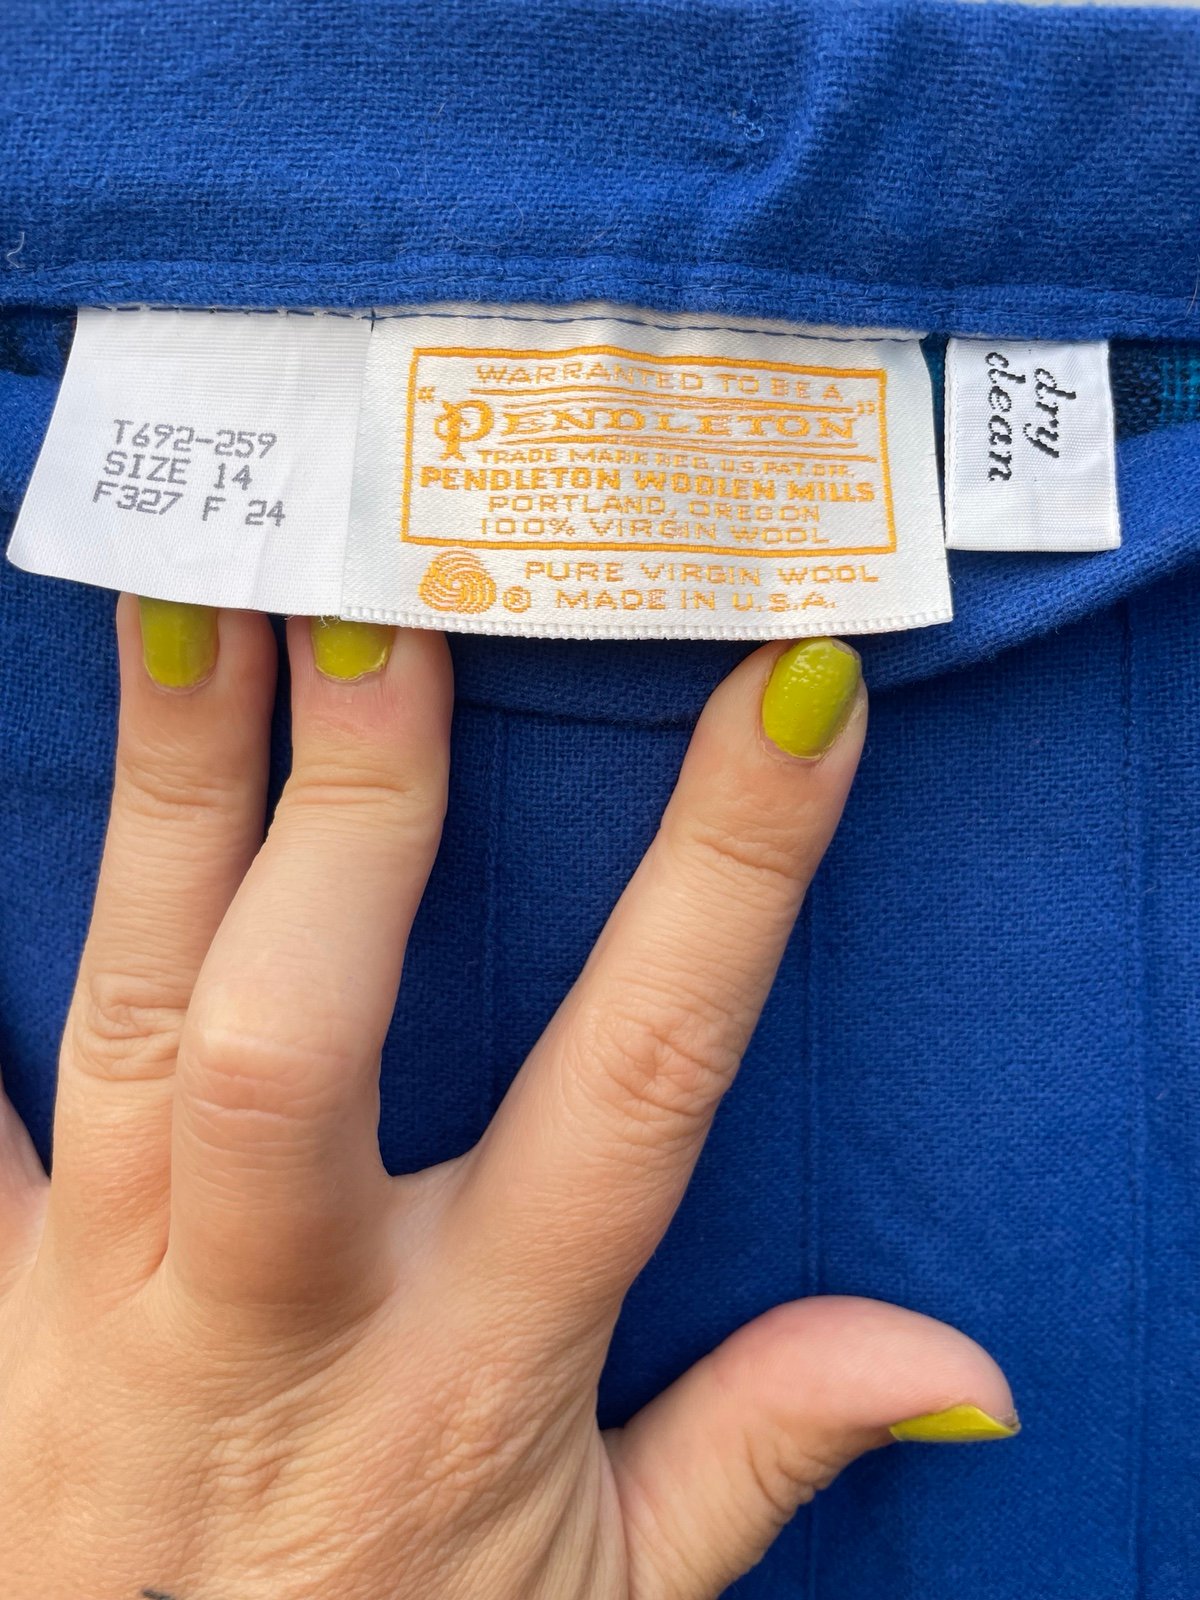 T692-259
SIZE 14
F327 F 24
WARRANTED TO BE A
"PENDLETON"
TRADE MARK REG. U.S. PAT. OFF.
PENDLETON WOOLEN MILLS
PORTLAND, OREGON
100% VIRGIN WOOL
PURE VIRGIN WOOL
® MADE IN U.S.A.
dry
clean